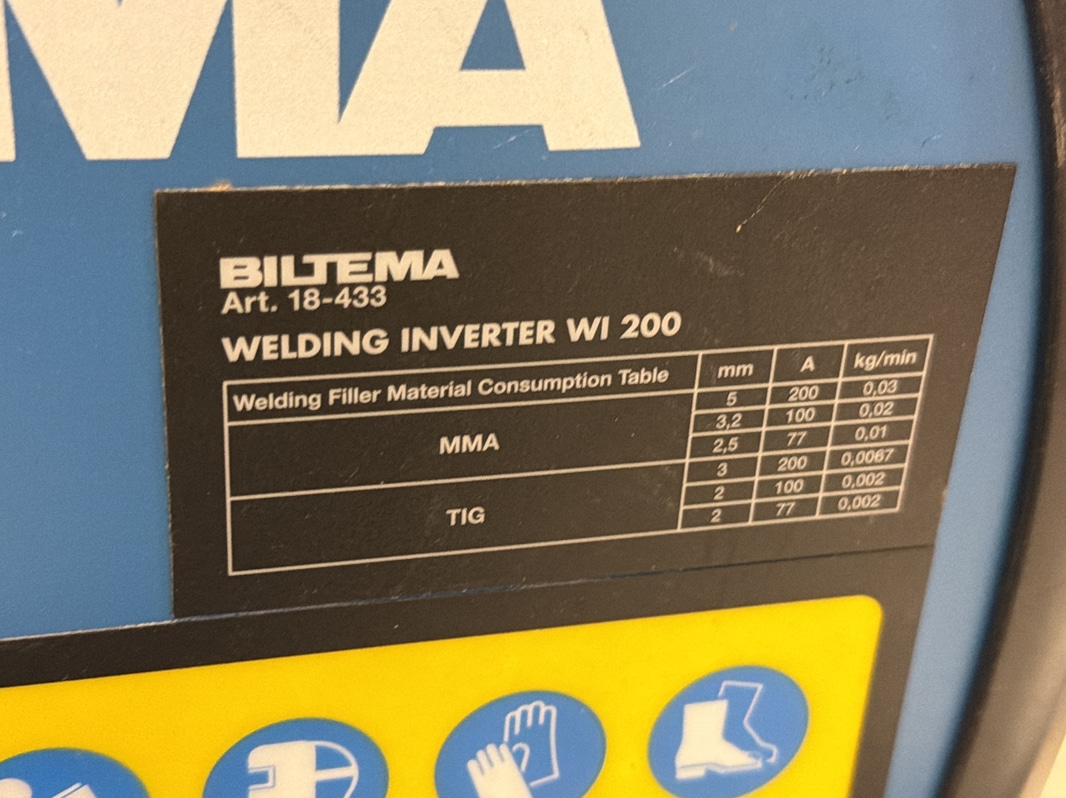 MA
BILTEMA
Art. 18-433
WELDING INVERTER WI 200
Welding Filler Material Consumption Table mm A kg/min
MMA 5 200 0,03
3,2 100 0,02
2,5 77 0,01
TIG 3 200 0,0067
2 100 0,002
2 77 0,002